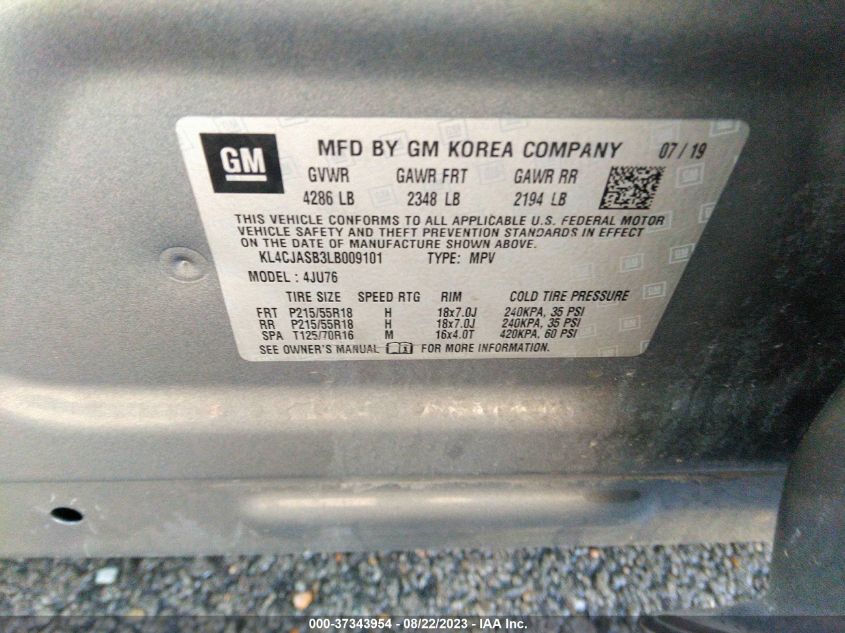 GM MFD BY GM KOREA COMPANY 07/19
GVWR GAWR FRT GAWR RR
4286 LB 2348 LB 2194 LB
THIS VEHICLE CONFORMS TO ALL APPLICABLE U.S. FEDERAL MOTOR
VEHICLE SAFETY AND THEFT PREVENTION STANDARDS IN EFFECT
ON THE DATE OF MANUFACTURE SHOWN ABOVE.
KL4CJASB3LB009101 TYPE: MPV
MODEL: 4JU76
TIRE SIZE SPEED RTG RIM COLD TIRE PRESSURE
FRT P215/55R18 H 18x7.0J 240KPA, 35 PSI
RR P215/55R18 H 18x7.0J 240KPA, 35 PSI
SPA T125/70R16 M 16x4.0T 420KPA, 60 PSI
SEE OWNER'S MANUAL FOR MORE INFORMATION.
000-37343954 - 08/22/2023 - IAA Inc.